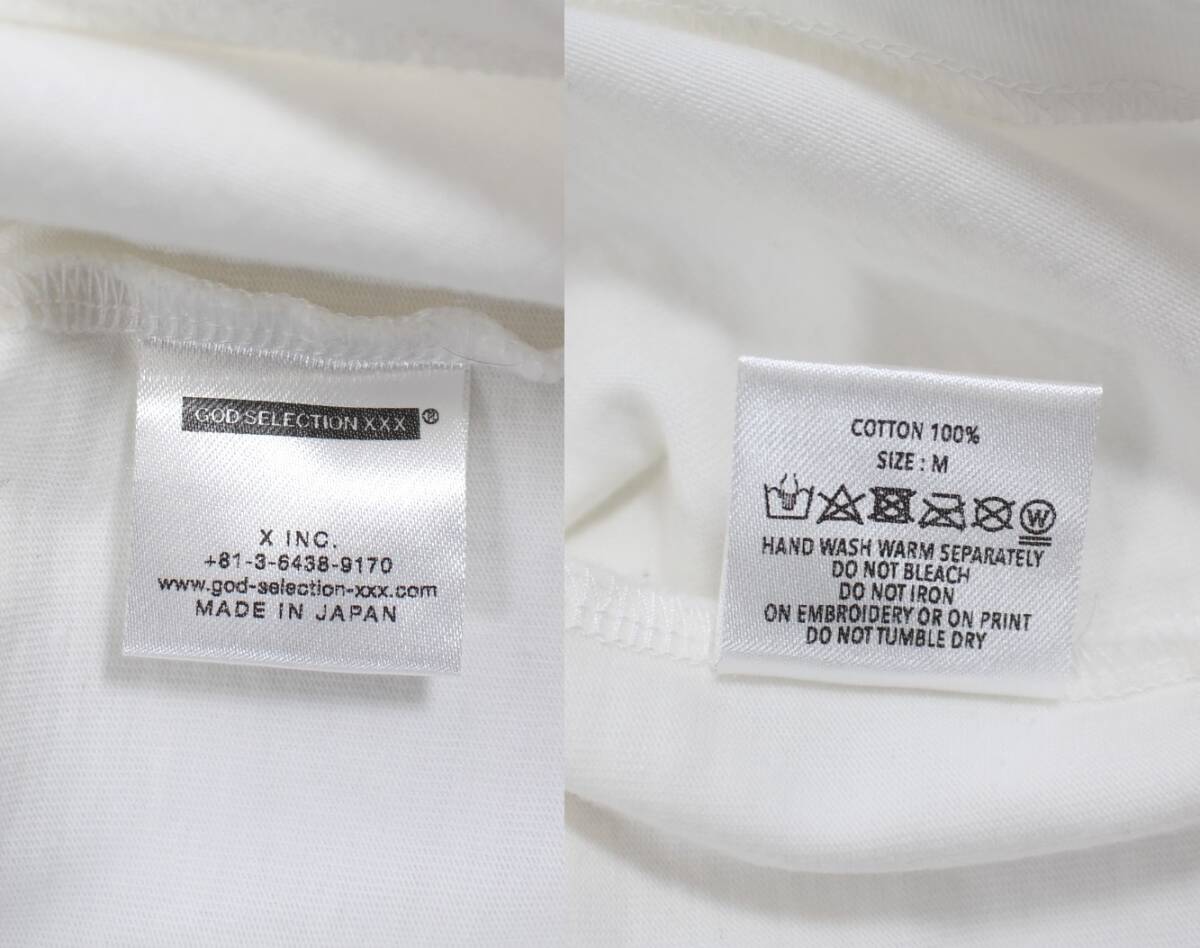 GOD SELECTION XXX®
X INC.
+81-3-6438-9170
www.god-selection-xxx.com
MADE IN JAPAN
COTTON 100%
SIZE : M
W
HAND WASH WARM SEPARATELY
DO NOT BLEACH
DO NOT IRON
ON EMBROIDERY OR ON PRINT
DO NOT TUMBLE DRY